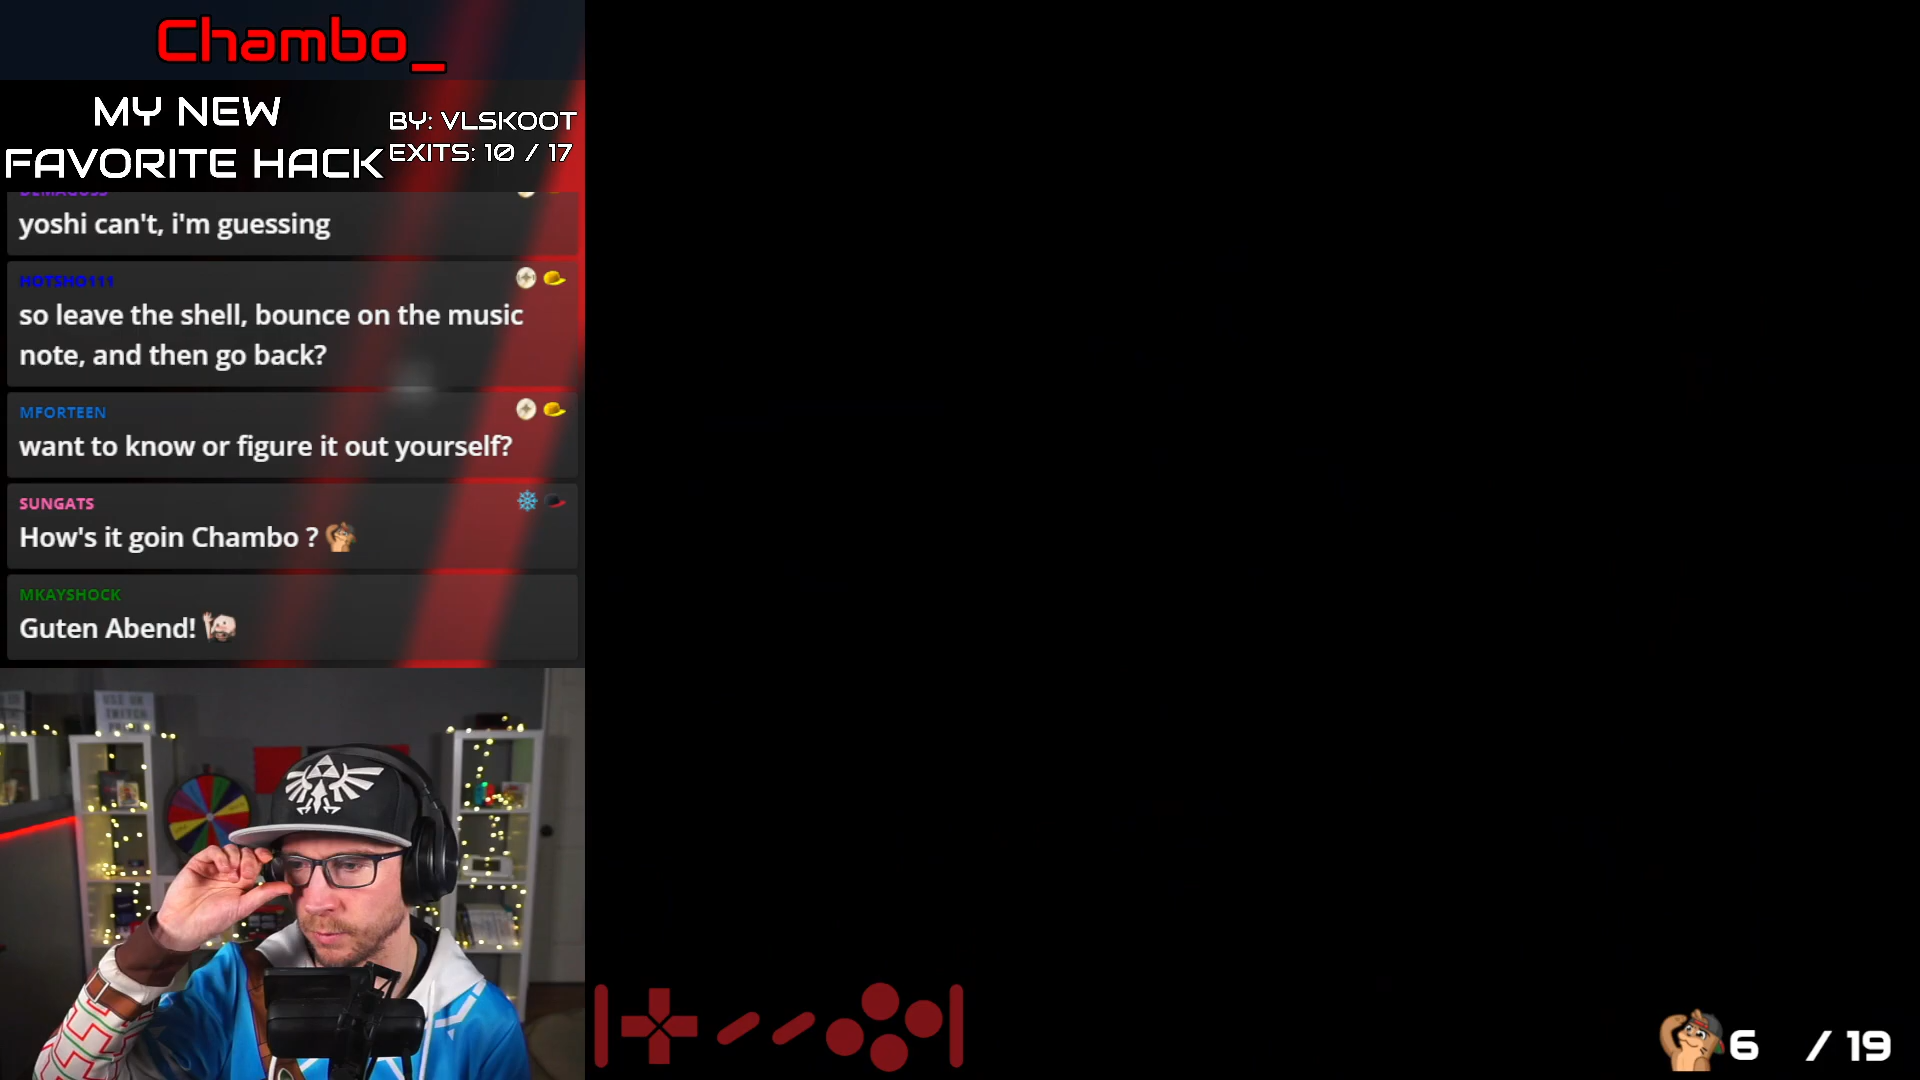 Chambo_
MY NEW
FAVORITE HACK
BY: VLSKOOT
EXITS: 10 / 17
yoshi can't, i'm guessing
HOTSHO111
so leave the shell, bounce on the music
note, and then go back?
MFORTEEN
want to know or figure it out yourself?
SUNGATS
How's it goin Chambo ?
MKAYSHOCK
Guten Abend!
6 / 19